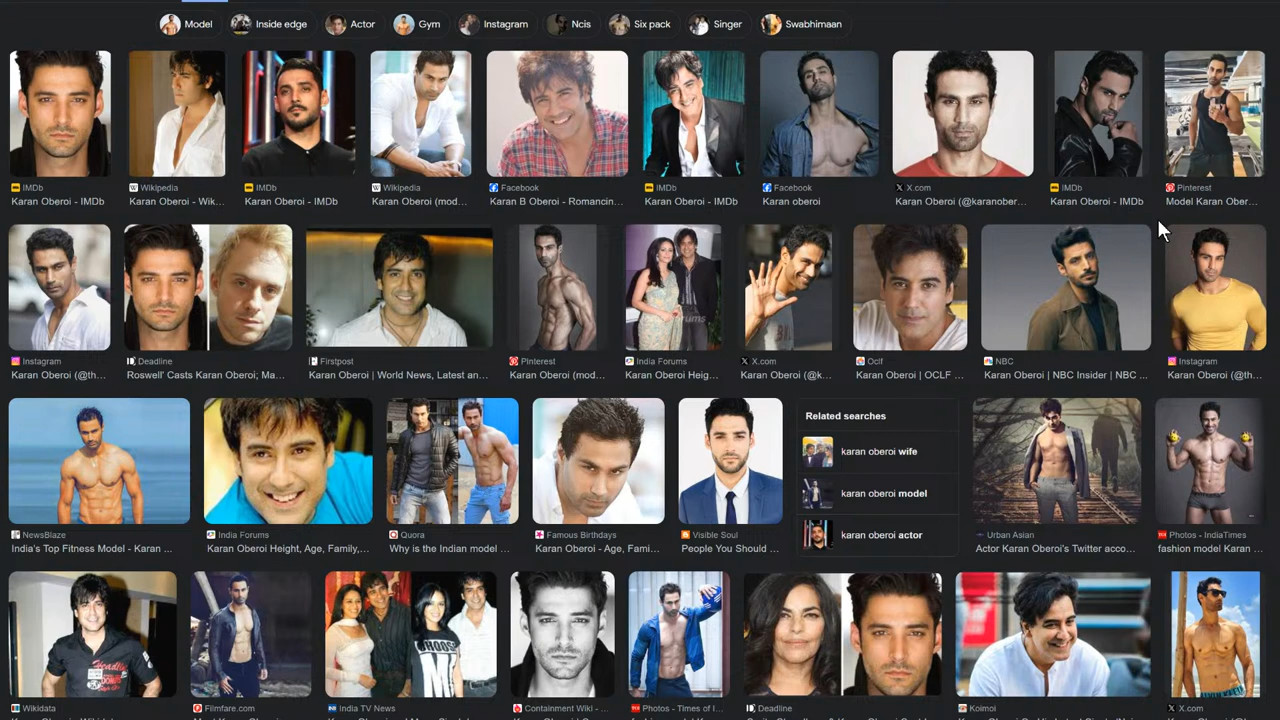 Model
Inside edge
Actor
Gym
Instagram
Ncis
Six pack
Singer
Swabhimaan
IMDb
Karan Oberoi - IMDb
Wikipedia
Karan Oberoi - Wik...
IMDb
Karan Oberoi - IMDb
Wikipedia
Karan Oberoi (mod...
Facebook
Karan B Oberoi - Romancin...
IMDb
Karan Oberoi - IMDb
Facebook
Karan oberoi
X.com
Karan Oberoi (@karanober...
IMDb
Karan Oberoi - IMDb
Pinterest
Model Karan Ober...
Instagram
Karan Oberoi (@th...
Deadline
Roswell' Casts Karan Oberoi; Ma...
Firstpost
Karan Oberoi | World News, Latest an...
Pinterest
Karan Oberoi (mod...
India Forums
Karan Oberoi Heig...
X.com
Karan Oberoi (@k...
Oclf
Karan Oberoi | OCLF ...
NBC
Karan Oberoi | NBC Insider | NBC ...
Instagram
Karan Oberoi (@th...
NewsBlaze
India's Top Fitness Model - Karan ...
India Forums
Karan Oberoi Height, Age, Family,...
Quora
Why is the Indian model ...
Famous Birthdays
Karan Oberoi - Age, Fami...
Visible Soul
People You Should ...
Related searches
karan oberoi wife
karan oberoi model
karan oberoi actor
Urban Asian
Actor Karan Oberoi's Twitter acco...
Photos - IndiaTimes
fashion model Karan ...
CHOOSE
Wikidata
Filmfare.com
India TV News
Containment Wiki - ...
Photos - Times of I...
Deadline
Koimoi
X.com